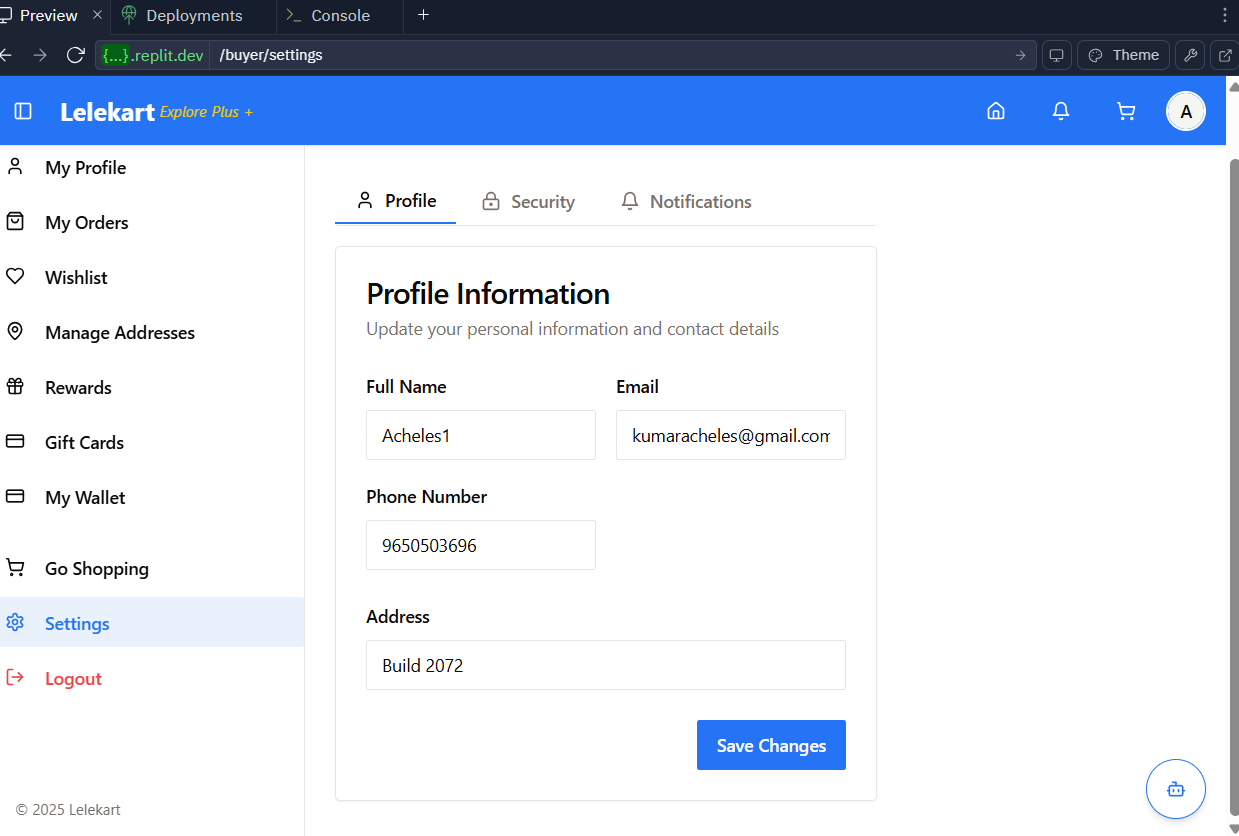 Preview
Deployments
Console
{...}.replit.dev /buyer/settings
Theme
Lelekart Explore Plus +
A
My Profile
My Orders
Wishlist
Manage Addresses
Rewards
Gift Cards
My Wallet
Go Shopping
Settings
Logout
© 2025 Lelekart
Profile
Security
Notifications
Profile Information
Update your personal information and contact details
Full Name
Acheles1
Email
kumaracheles@gmail.com
Phone Number
9650503696
Address
Build 2072
Save Changes